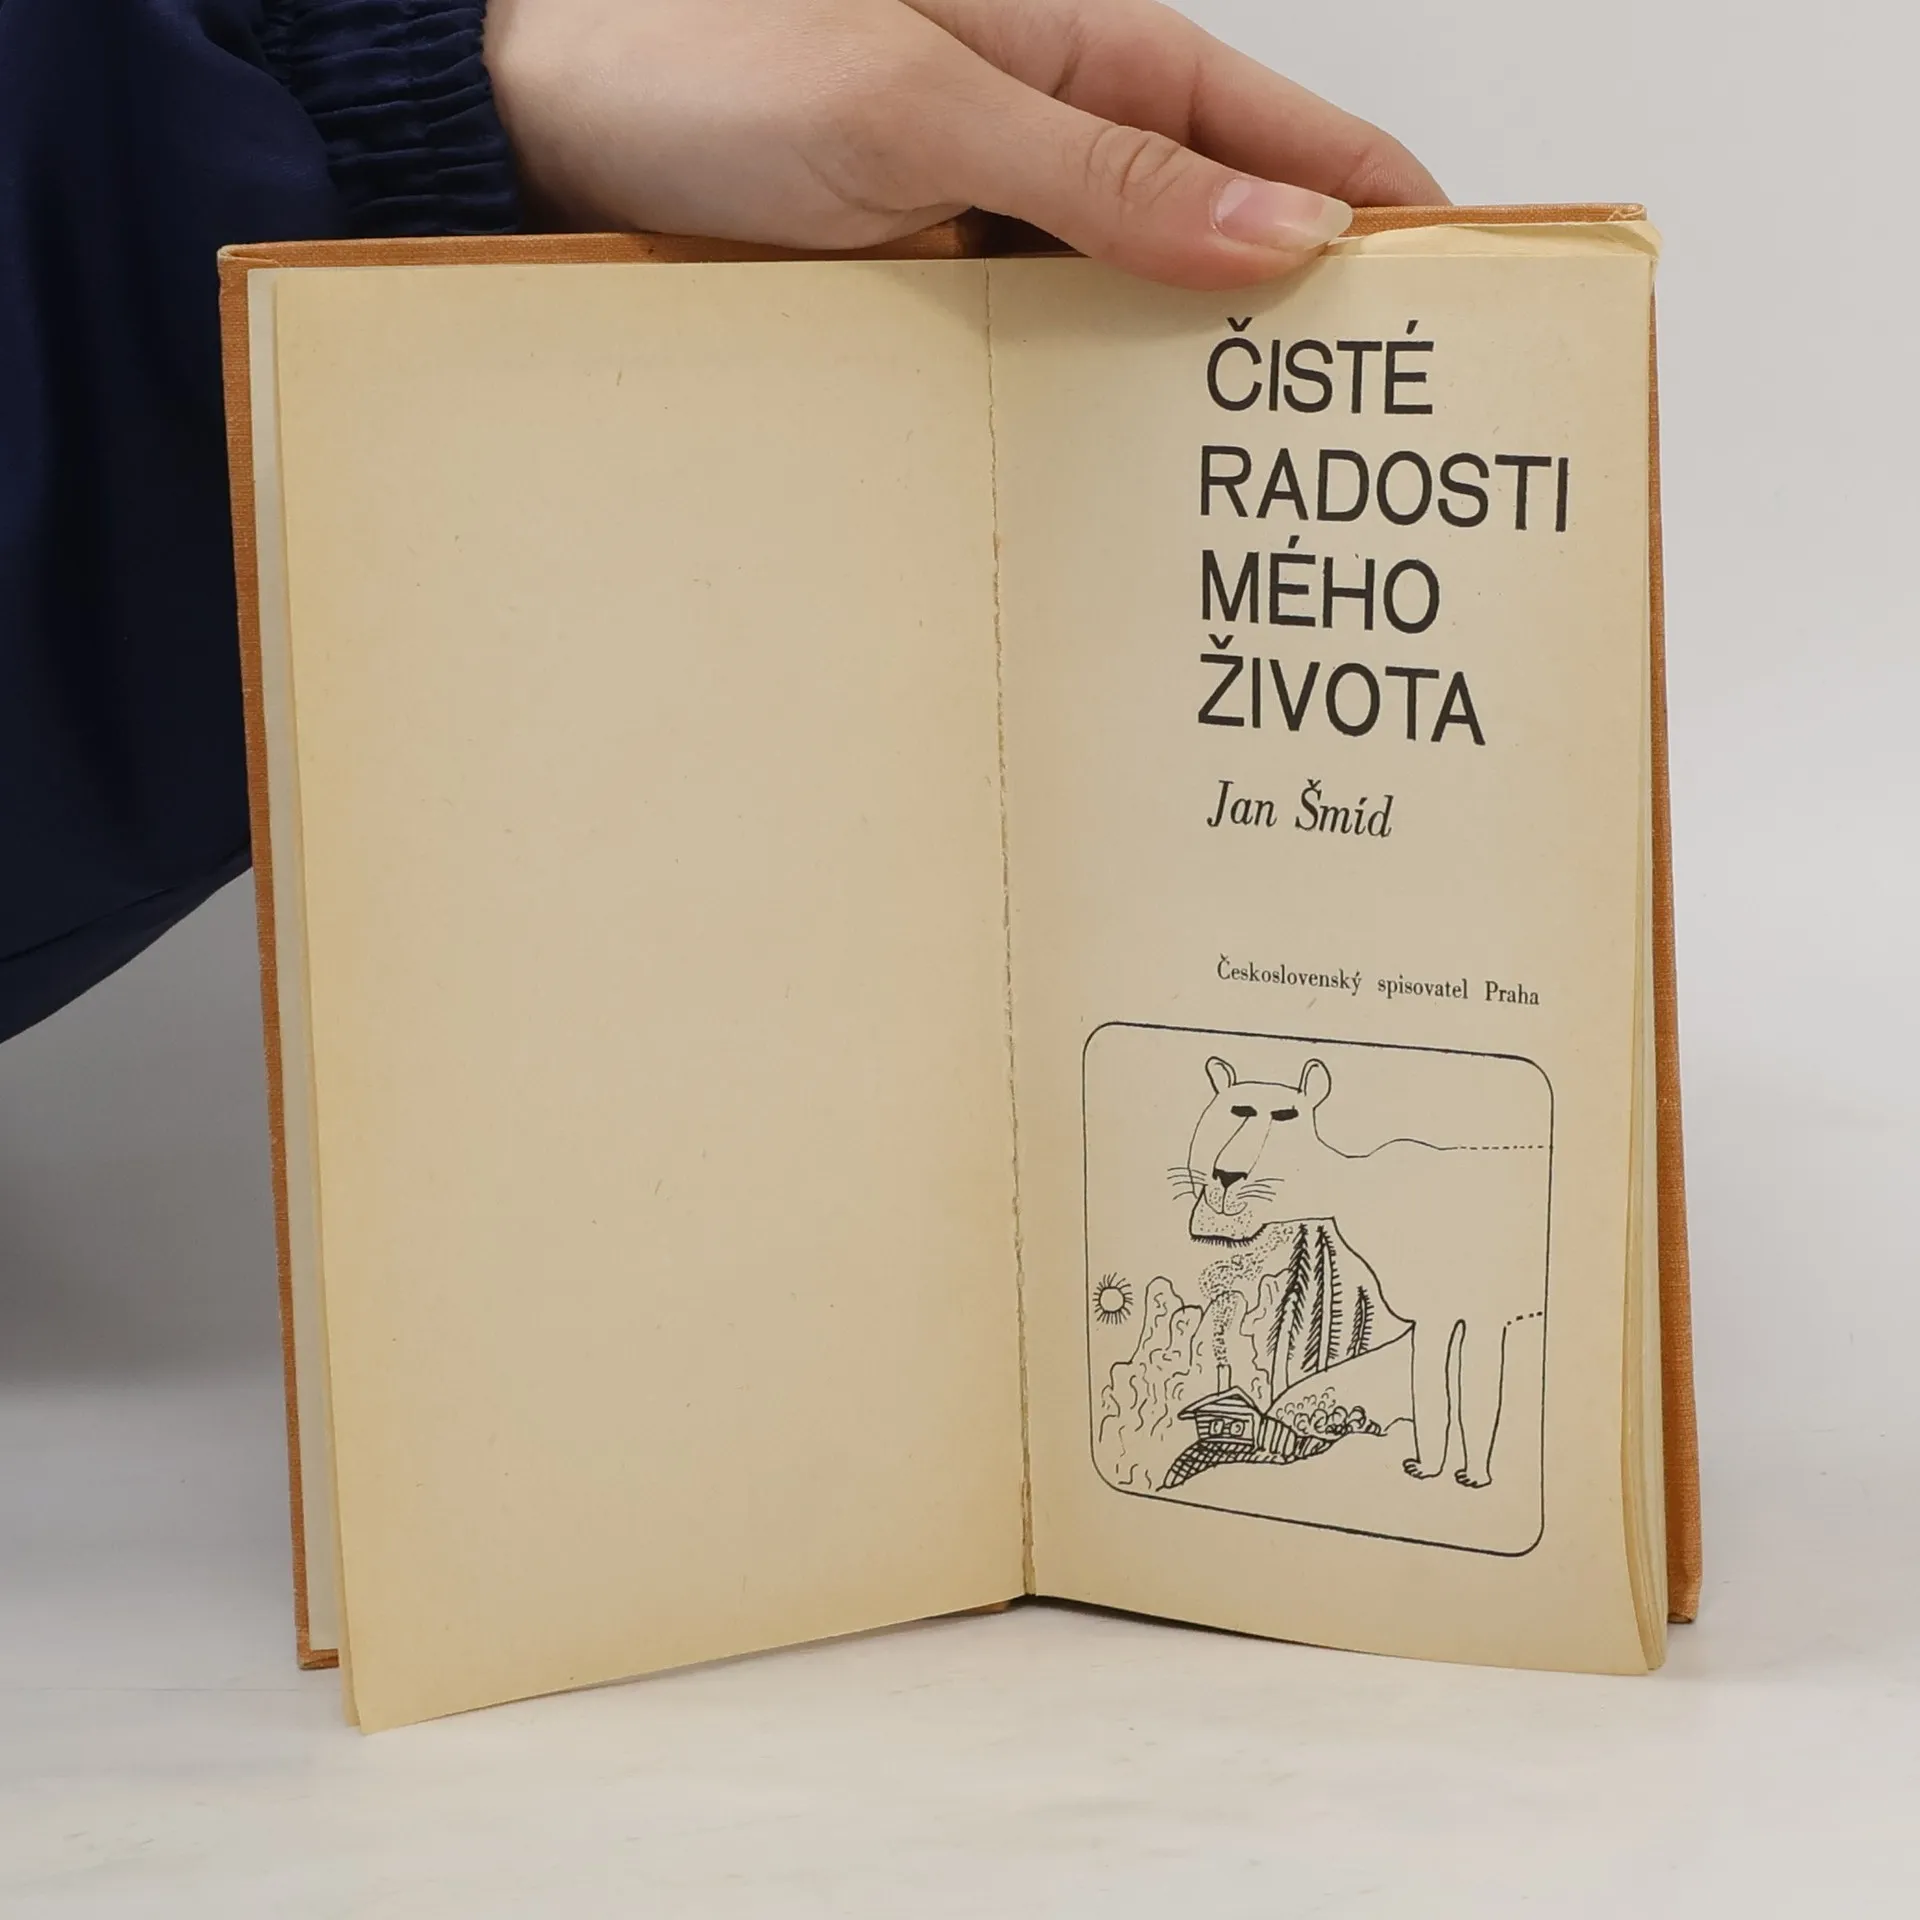 ČISTÉ
RADOSTI
MÉHO
ŽIVOTA
Jan Šmíd
Československý spisovatel Praha